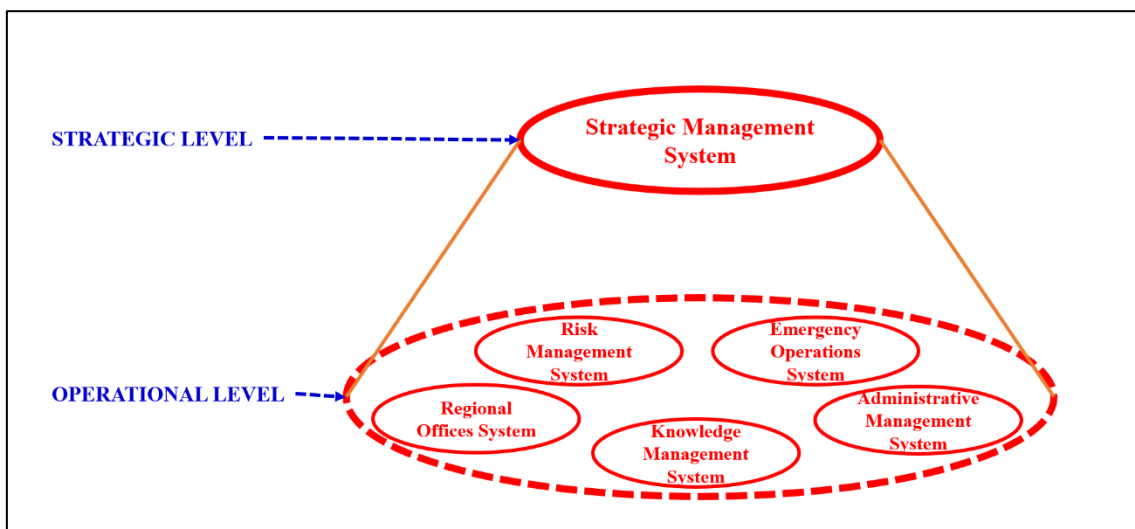 STRATEGIC LEVEL
Strategic Management
System
OPERATIONAL LEVEL
Risk
Management
System
Emergency
Operations
System
Regional
Offices System
Knowledge
Management
System
Administrative
Management
System